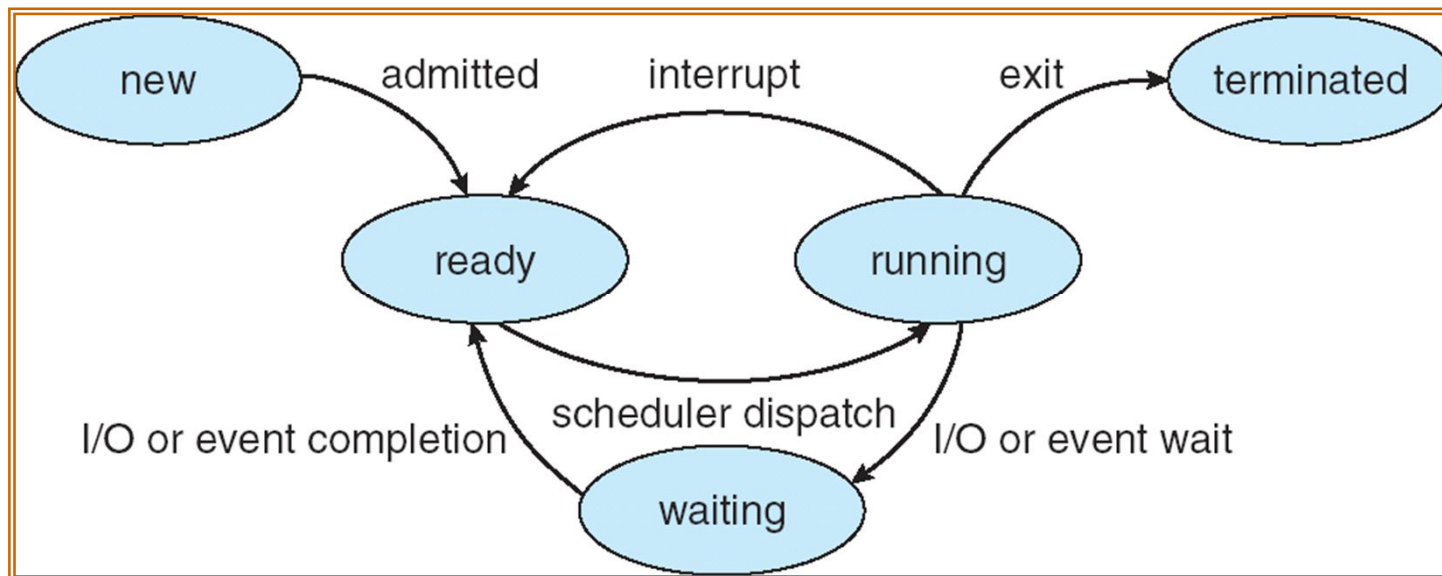 new
admitted
interrupt
exit
terminated
ready
running
scheduler dispatch
I/O or event completion
I/O or event wait
waiting